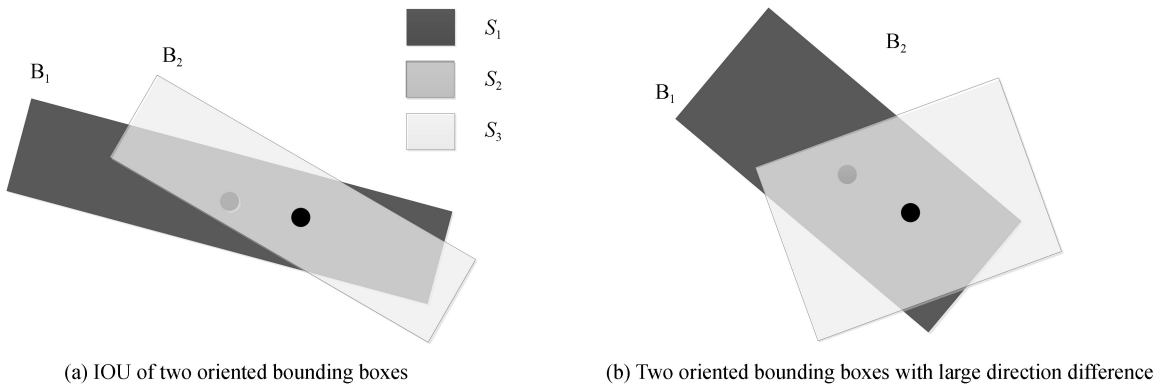 B1
B2
S1
S2
S3
B1
B2
(a) IOU of two oriented bounding boxes
(b) Two oriented bounding boxes with large direction difference